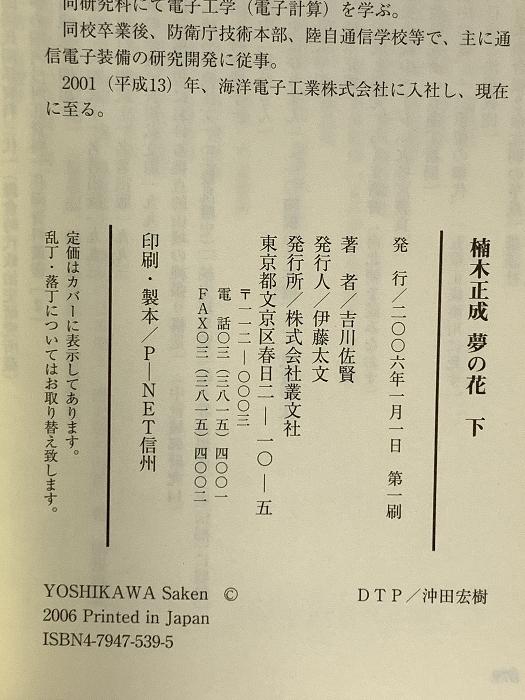 同研究科にて電子工学（電子計算）を学ぶ。
同校卒業後、防衛庁技術本部、陸自通信学校等で、主に通
信電子装備の研究開発に従事。
2001（平成13）年、海洋電子工業株式会社に入社し、現在
に至る。
楠木正成 夢の花 下
発 行／二〇〇六年一月一日 第一刷
著 者／吉川佐賢
発行人／伊藤太文
発行所／株式会社叢文社
東京都文京区春日二―一〇―五
〒一一二―〇〇〇三
電 話〇三（三八一五）四〇〇一
ＦＡＸ〇三（三八一五）四〇〇二
印刷・製本／Ｐ―ＮＥＴ信州
定価はカバーに表示してあります。
乱丁・落丁についてはお取り替え致します。
ＤＴＰ／沖田宏樹
YOSHIKAWA Saken ©
2006 Printed in Japan
ISBN4-7947-539-5